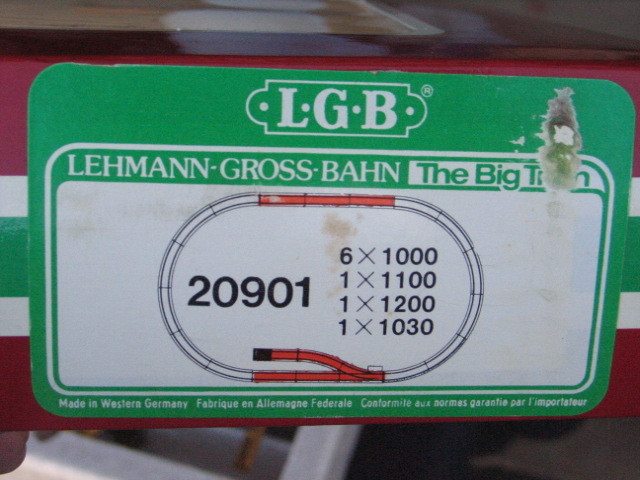 L·G·B®
LEHMANN-GROSS-BAHN The Big
20901
6×1000
1×1100
1×1200
1×1030
Made in Western Germany Fabrique en Allemagne Federale Conformité aux normes garantie par l'importateur